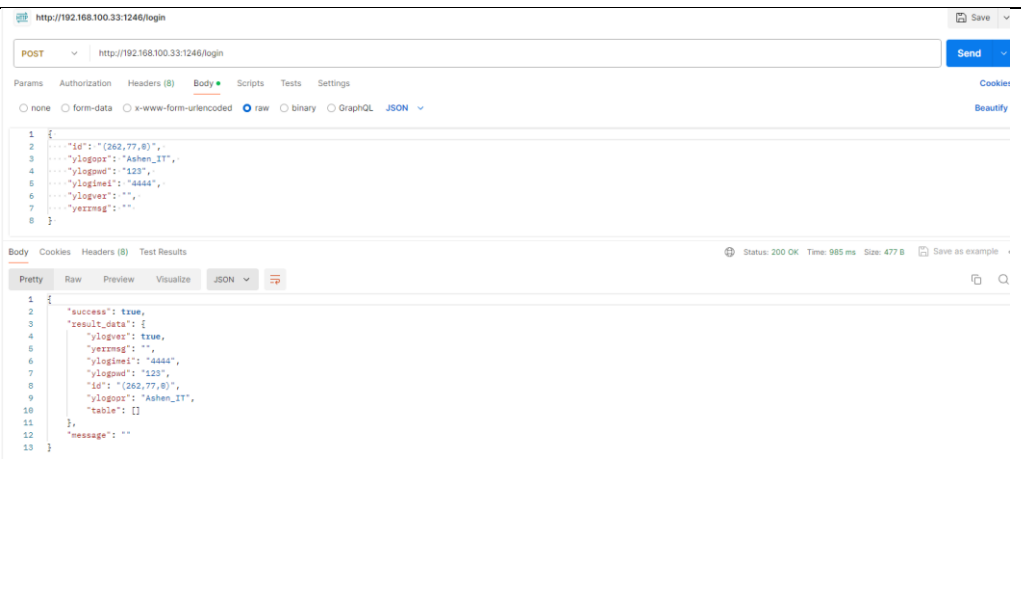 HTTP http://192.168.100.33:1246/login Save
POST http://192.168.100.33:1246/login Send
Params Authorization Headers (8) Body Scripts Tests Settings Cookies
none form-data x-www-form-urlencoded raw binary GraphQL JSON Beautify
1 {
2 "id": "(262,77,0)",
3 "ylogopr": "Ashen_IT",
4 "ylogpwd": "123",
5 "ylogimei": "4444",
6 "ylogver": "",
7 "yerrmsg": ""
8 }
Body Cookies Headers (8) Test Results Status: 200 OK Time: 985 ms Size: 477 B Save as example
Pretty Raw Preview Visualize JSON
1 {
2 "success": true,
3 "result_data": {
4 "ylogver": true,
5 "yerrmsg": "",
6 "ylogimei": "4444",
7 "ylogpwd": "123",
8 "id": "(262,77,0)",
9 "ylogopr": "Ashen_IT",
10 "table": []
11 },
12 "message": ""
13 }